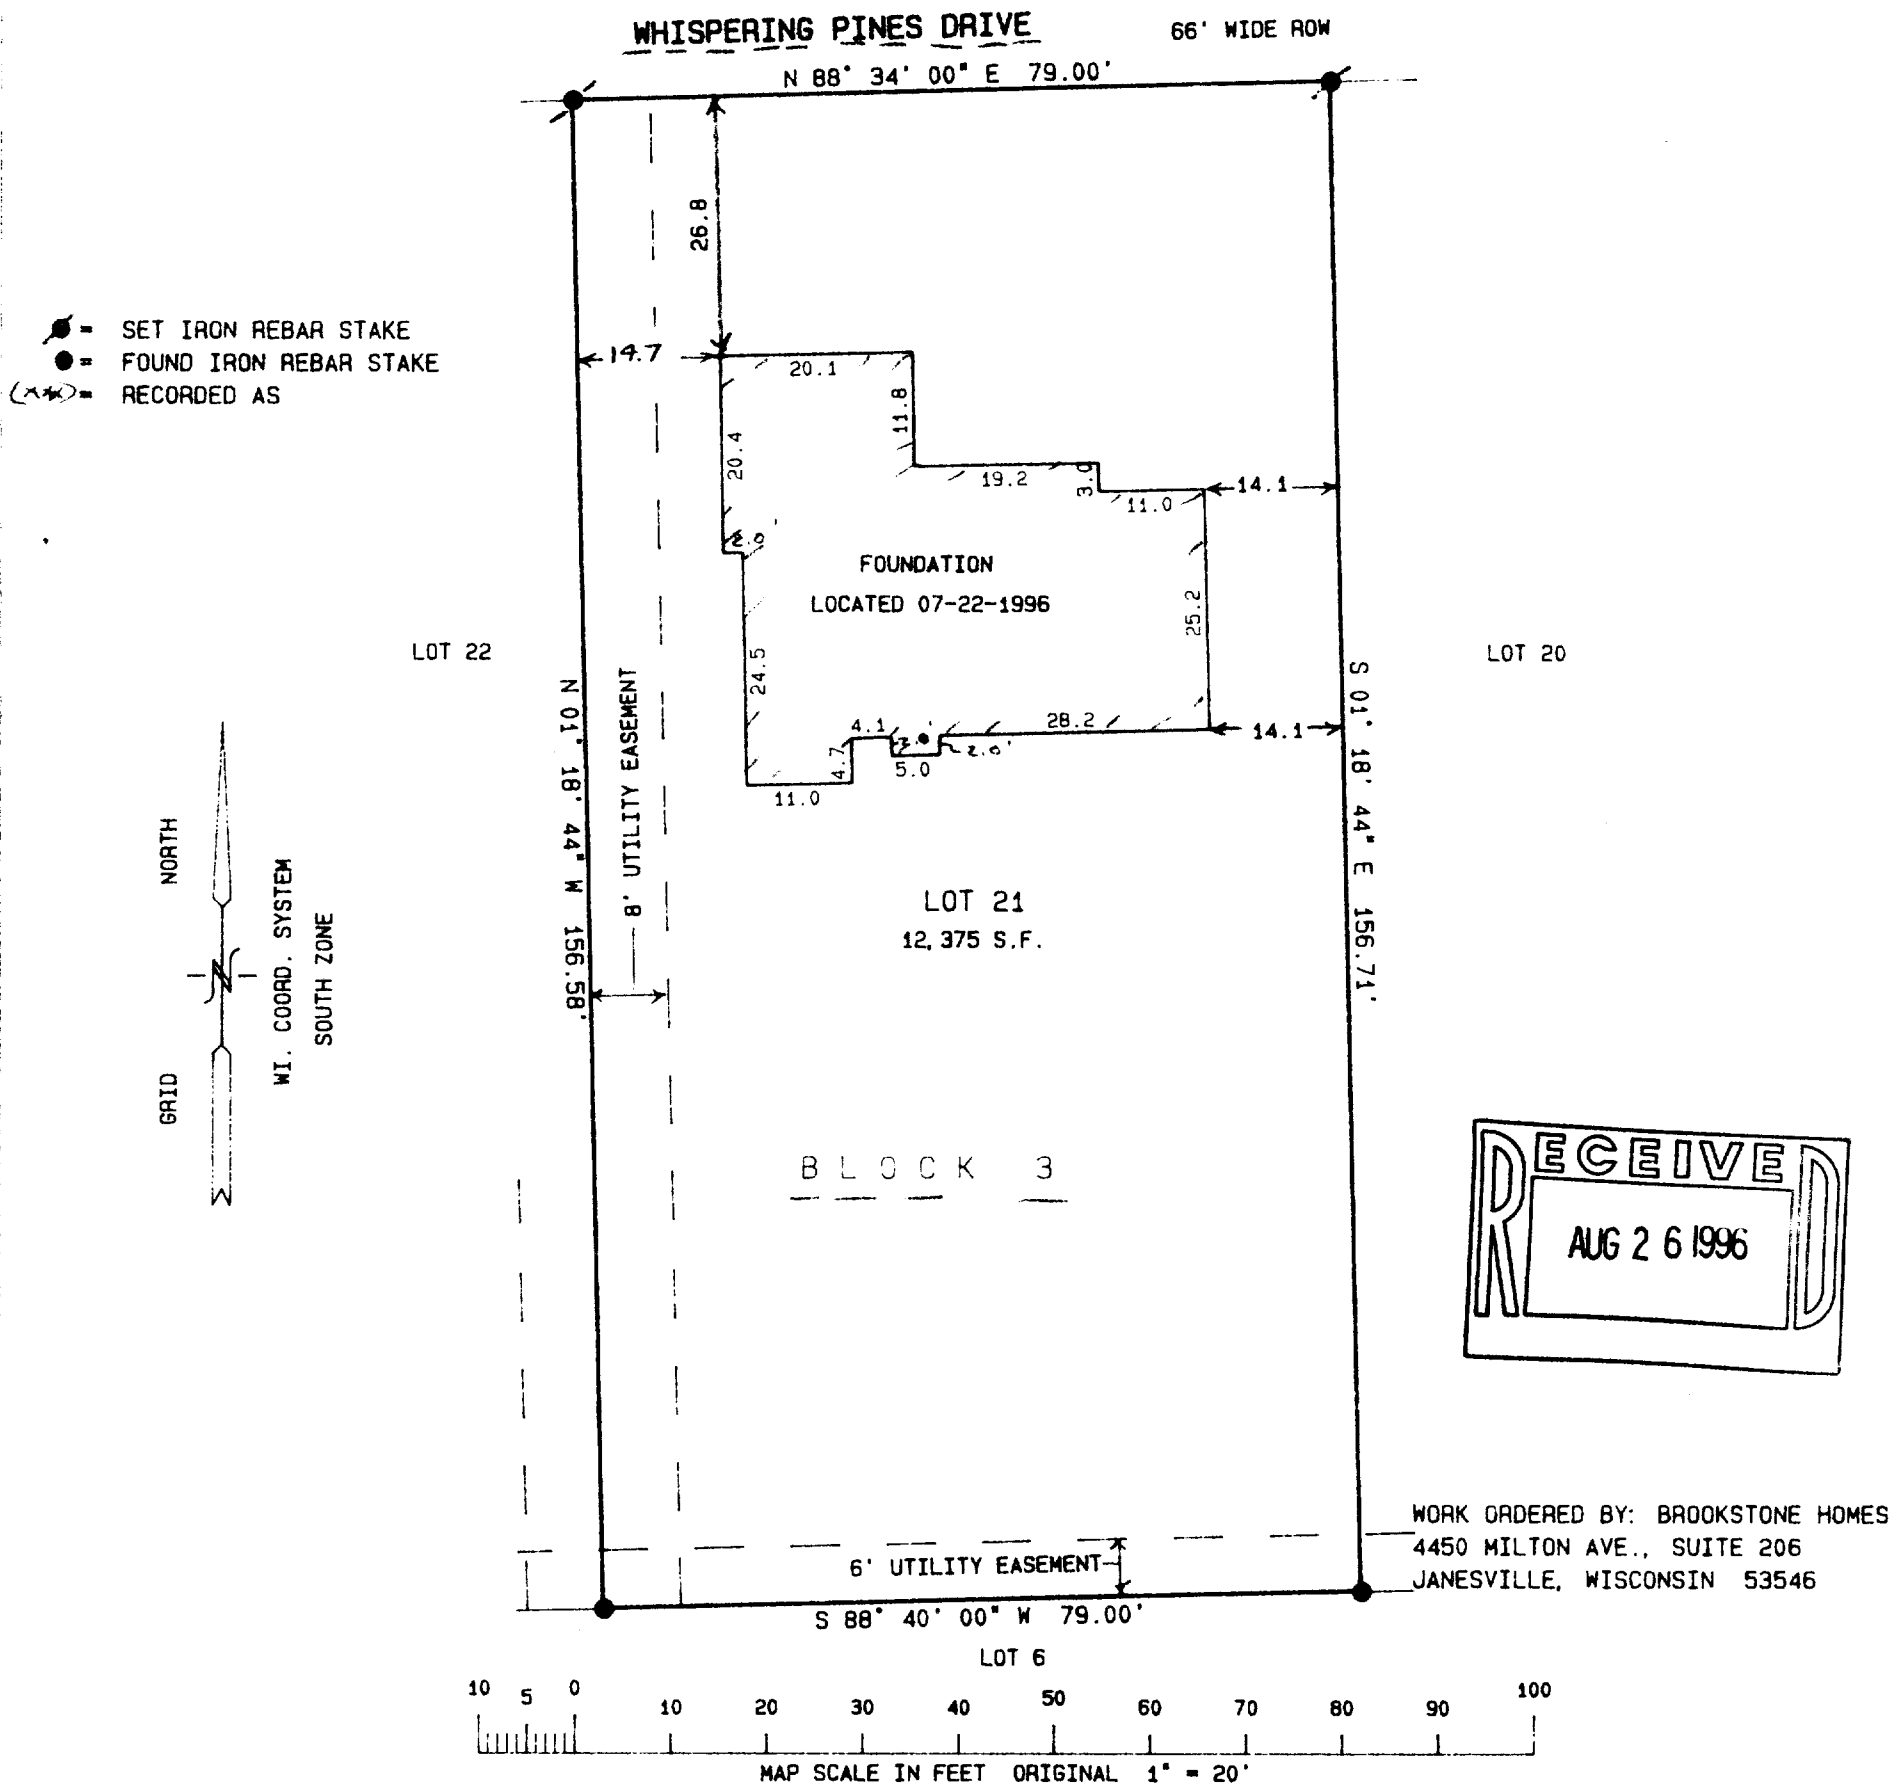 WHISPERING PINES DRIVE
66' WIDE ROW
N 88° 34' 00" E 79.00'
26.8
= SET IRON REBAR STAKE
= FOUND IRON REBAR STAKE
= RECORDED AS
14.7
20.1
11.8
20.4
19.2
3.0
11.0
14.1
2.0'
FOUNDATION
LOCATED 07-22-1996
25.2
24.5
LOT 22
LOT 20
N 01° 18' 44" W 156.58'
8' UTILITY EASEMENT
S 01° 18' 44" E 156.71'
4.1
28.2
14.1
4.7
2.0'
5.0
11.0
LOT 21
12,375 S.F.
GRID NORTH
N
WI. COORD. SYSTEM
SOUTH ZONE
BLOCK 3
RECEIVED
AUG 26 1996
WORK ORDERED BY: BROOKSTONE HOMES
4450 MILTON AVE., SUITE 206
JANESVILLE, WISCONSIN 53546
6' UTILITY EASEMENT
S 88° 40' 00" W 79.00'
LOT 6
10 5 0 10 20 30 40 50 60 70 80 90 100
MAP SCALE IN FEET ORIGINAL 1" = 20'